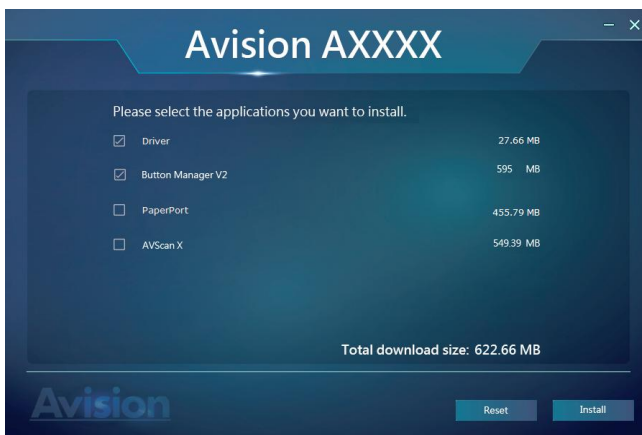 Avision AXXXX
Please select the applications you want to install.
Driver 27.66 MB
Button Manager V2 595 MB
PaperPort 455.79 MB
AVScan X 549.39 MB
Total download size: 622.66 MB
Avision
Reset Install